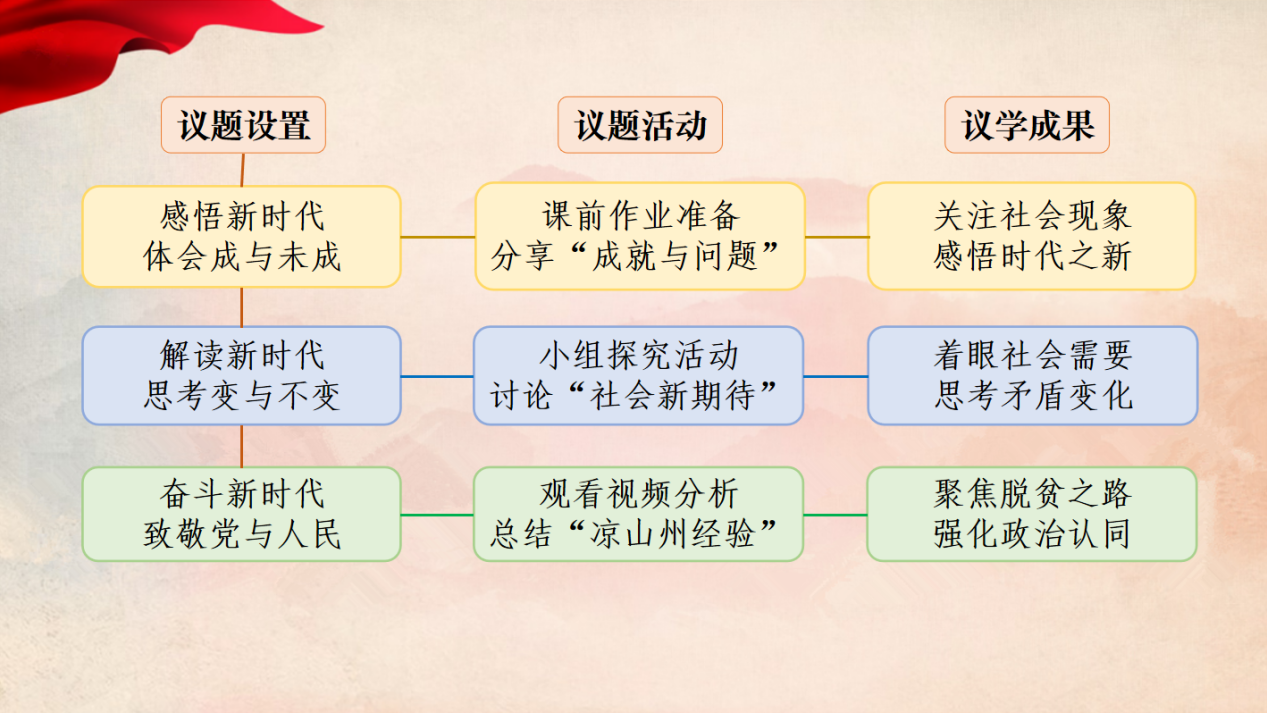 议题设置
议题活动
议学成果
感悟新时代
体会成与未成
课前作业准备
分享“成就与问题”
关注社会现象
感悟时代之新
解读新时代
思考变与不变
小组探究活动
讨论“社会新期待”
着眼社会需要
思考矛盾变化
奋斗新时代
致敬党与人民
观看视频分析
总结“凉山州经验”
聚焦脱贫之路
强化政治认同